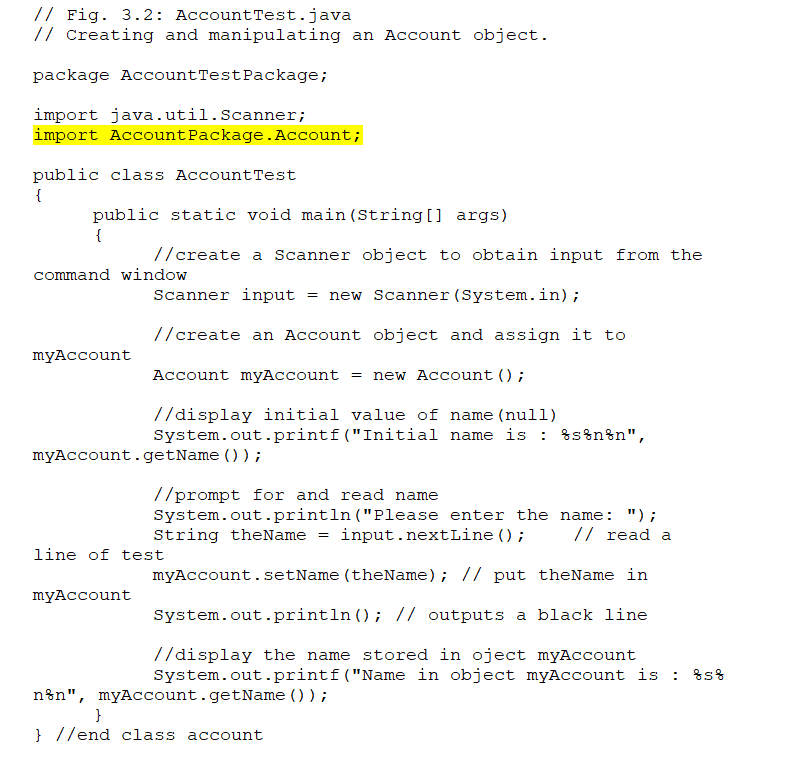 // Fig. 3.2: AccountTest.java
// Creating and manipulating an Account object.
package AccountTestPackage;
import java.util.Scanner;
import AccountPackage.Account;
public class AccountTest
{
public static void main(String[] args)
{
//create a Scanner object to obtain input from the
command window
Scanner input = new Scanner(System.in);
//create an Account object and assign it to
myAccount
Account myAccount = new Account();
//display initial value of name(null)
System.out.printf("Initial name is : %s%n%n",
myAccount.getName());
//prompt for and read name
System.out.println("Please enter the name: ");
String theName = input.nextLine();    // read a
line of test
myAccount.setName(theName); // put theName in
myAccount
System.out.println(); // outputs a black line
//display the name stored in oject myAccount
System.out.printf("Name in object myAccount is : %s%
n%n", myAccount.getName());
}
} //end class account